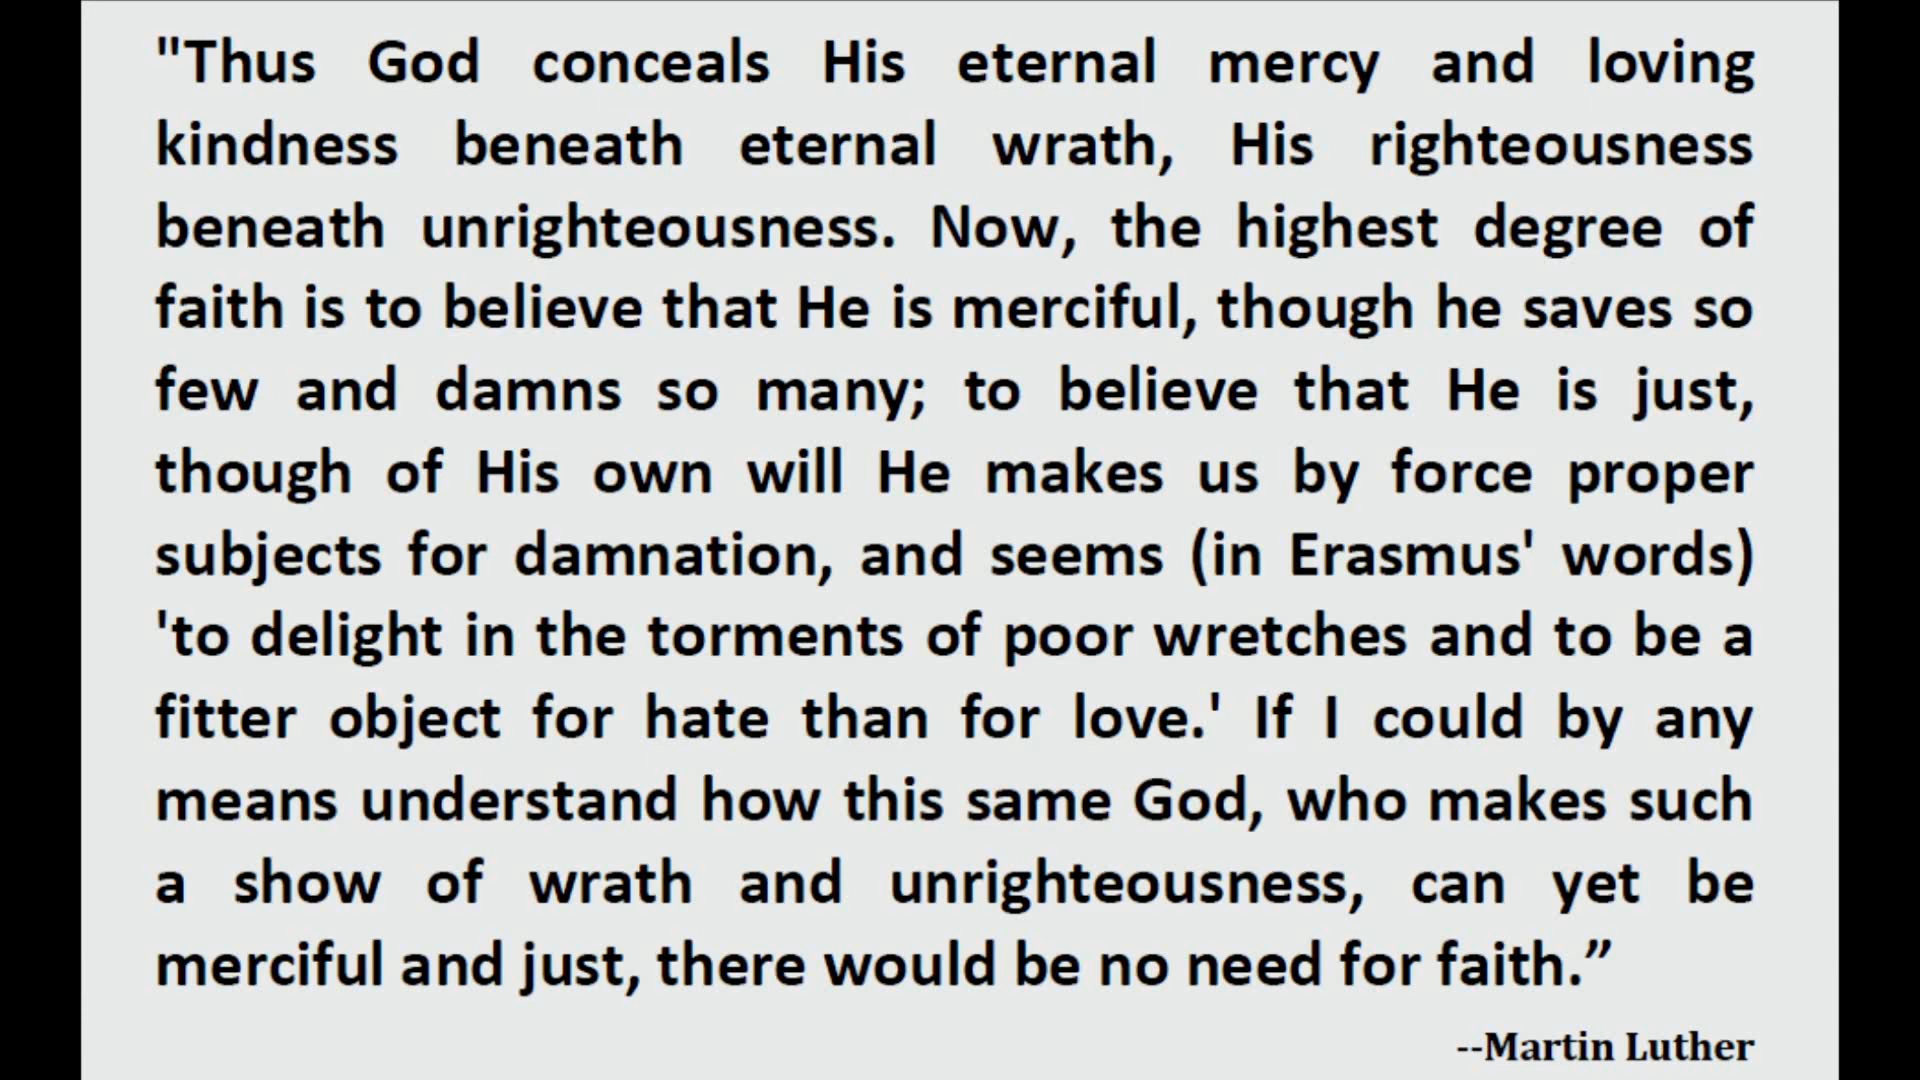 "Thus God conceals His eternal mercy and loving
kindness beneath eternal wrath, His righteousness
beneath unrighteousness. Now, the highest degree of
faith is to believe that He is merciful, though he saves so
few and damns so many; to believe that He is just,
though of His own will He makes us by force proper
subjects for damnation, and seems (in Erasmus' words)
'to delight in the torments of poor wretches and to be a
fitter object for hate than for love.' If I could by any
means understand how this same God, who makes such
a show of wrath and unrighteousness, can yet be
merciful and just, there would be no need for faith.”
--Martin Luther